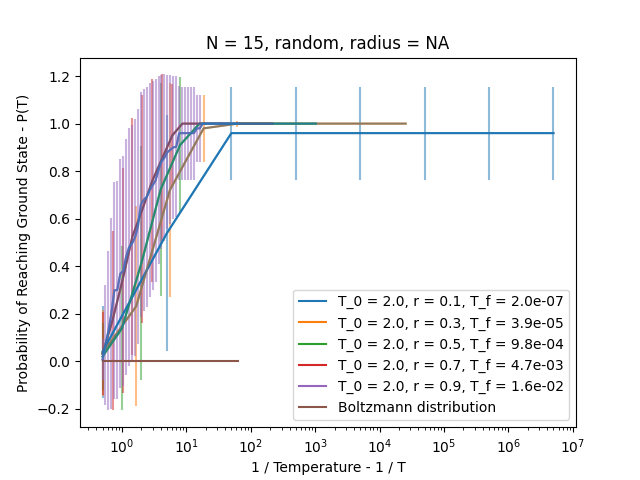 N = 15, random, radius = NA
Probability of Reaching Ground State - P(T)
1.2
1.0
0.8
0.6
0.4
0.2
0.0
−0.2
T_0 = 2.0, r = 0.1, T_f = 2.0e-07
T_0 = 2.0, r = 0.3, T_f = 3.9e-05
T_0 = 2.0, r = 0.5, T_f = 9.8e-04
T_0 = 2.0, r = 0.7, T_f = 4.7e-03
T_0 = 2.0, r = 0.9, T_f = 1.6e-02
Boltzmann distribution
10⁰ 10¹ 10² 10³ 10⁴ 10⁵ 10⁶ 10⁷
1 / Temperature - 1 / T